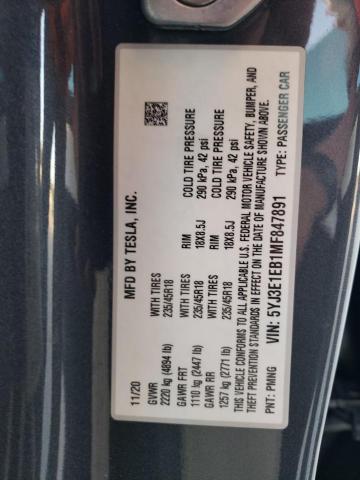 MFD BY TESLA, INC.
11/20
GVWR
2220 kg (4894 lb)
WITH TIRES
235/45R18
COLD TIRE PRESSURE
290 kPa, 42 psi
GAWR FRT
1110 kg (2447 lb)
WITH TIRES
235/45R18
RIM
18X8.5J
COLD TIRE PRESSURE
290 kPa, 42 psi
GAWR RR
1257 kg (2771 lb)
RIM
18X8.5J
THIS VEHICLE CONFORMS TO ALL APPLICABLE U.S. FEDERAL MOTOR VEHICLE SAFETY, BUMPER, AND
THEFT PREVENTION STANDARDS IN EFFECT ON THE DATE OF MANUFACTURE SHOWN ABOVE.
VIN: 5YJ3E1EB1MF847891
PNT: PMNG
TYPE: PASSENGER CAR